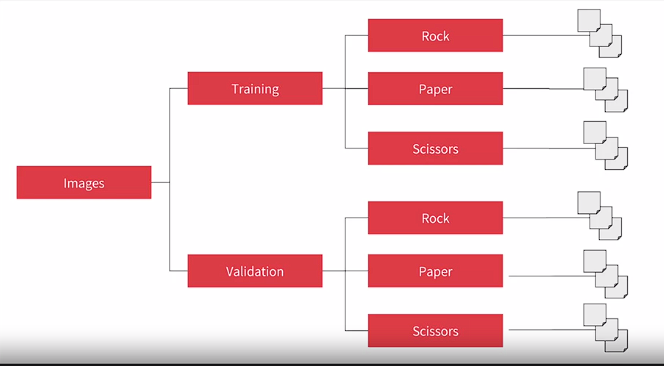 Images
Training
Rock
Paper
Scissors
Validation
Rock
Paper
Scissors